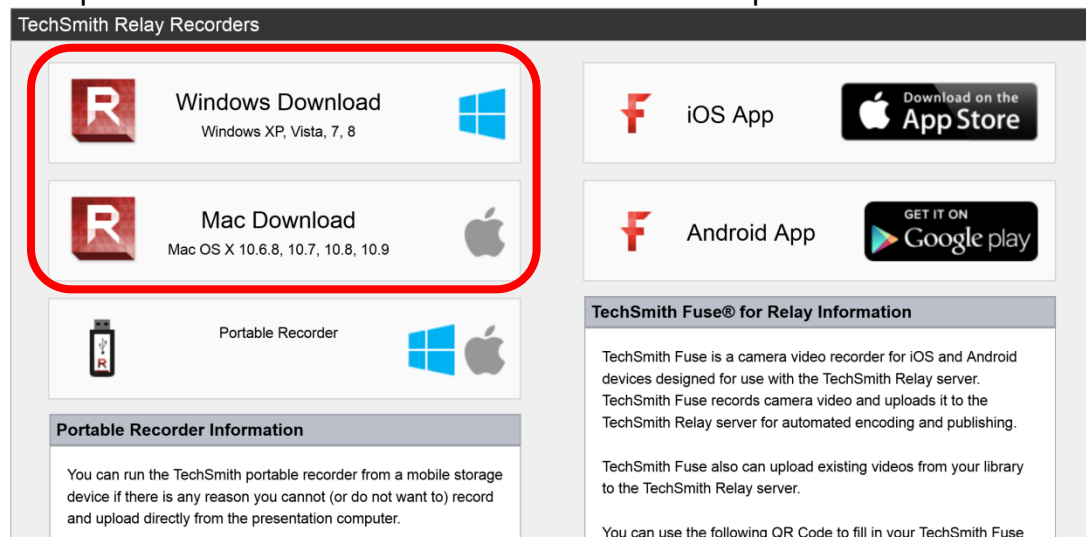 TechSmith Relay Recorders
R
Windows Download
Windows XP, Vista, 7, 8
R
Mac Download
Mac OS X 10.6.8, 10.7, 10.8, 10.9
R
Portable Recorder
Portable Recorder Information
You can run the TechSmith portable recorder from a mobile storage
device if there is any reason you cannot (or do not want to) record
and upload directly from the presentation computer.
iOS App
Download on the
App Store
Android App
GET IT ON
Google play
TechSmith Fuse® for Relay Information
TechSmith Fuse is a camera video recorder for iOS and Android
devices designed for use with the TechSmith Relay server.
TechSmith Fuse records camera video and uploads it to the
TechSmith Relay server for automated encoding and publishing.
TechSmith Fuse also can upload existing videos from your library
to the TechSmith Relay server.
You can use the following QR Code to fill in your TechSmith Fuse